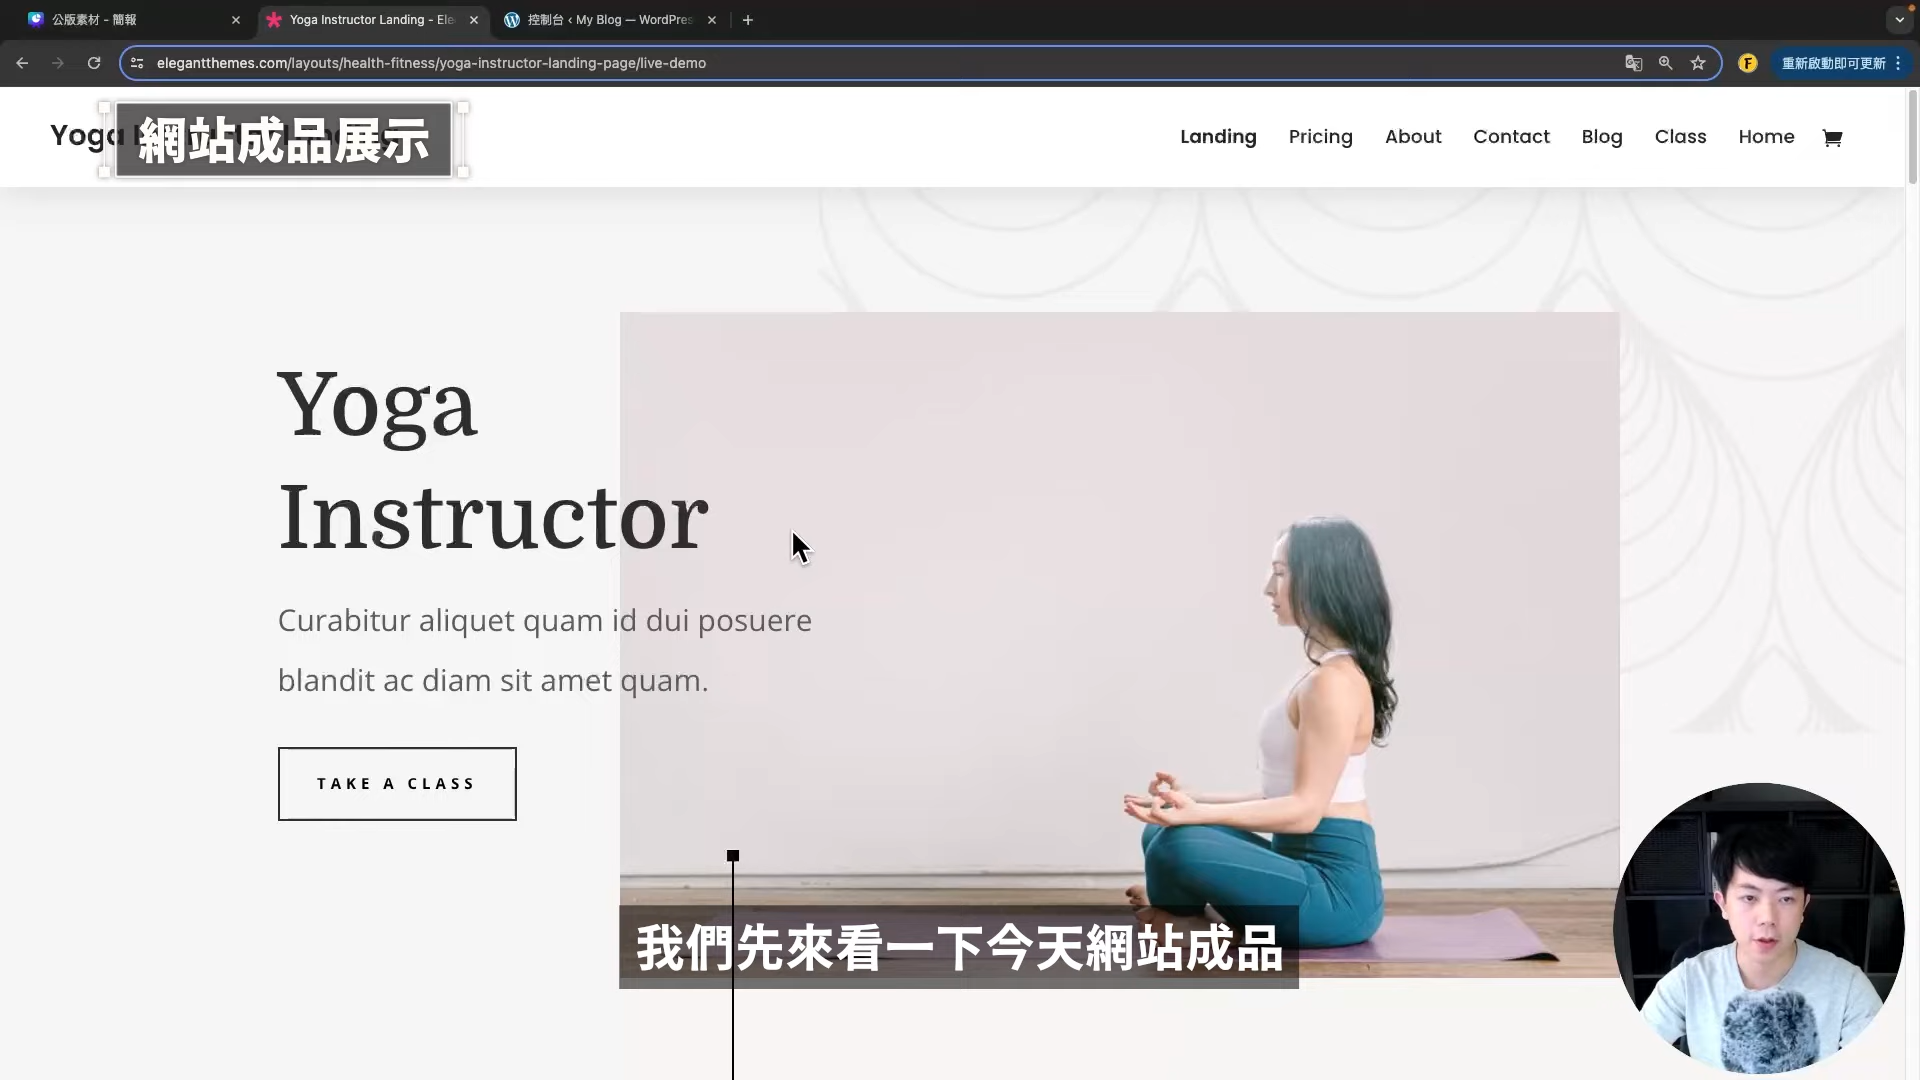 公版素材 - 簡報
Yoga Instructor Landing - Ele
控制台 ‹ My Blog — WordPres
elegantthemes.com/layouts/health-fitness/yoga-instructor-landing-page/live-demo
重新啟動即可更新
Yoga
網站成品展示
Landing
Pricing
About
Contact
Blog
Class
Home
Yoga
Instructor
Curabitur aliquet quam id dui posuere
blandit ac diam sit amet quam.
TAKE A CLASS
我們先來看一下今天網站成品